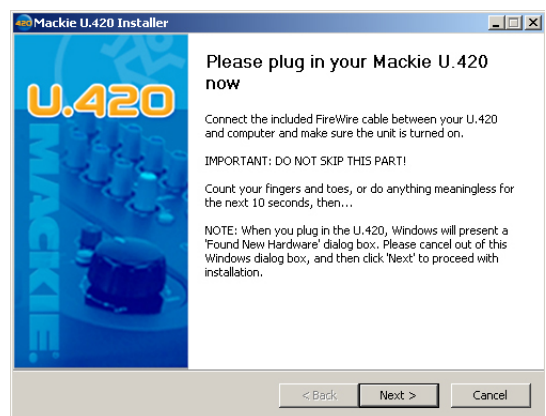 420 Mackie U.420 Installer
Please plug in your Mackie U.420
now
U.420
MACKIE.
Connect the included FireWire cable between your U.420
and computer and make sure the unit is turned on.
IMPORTANT: DO NOT SKIP THIS PART!
Count your fingers and toes, or do anything meaningless for
the next 10 seconds, then...
NOTE: When you plug in the U.420, Windows will present a
'Found New Hardware' dialog box. Please cancel out of this
Windows dialog box, and then click 'Next' to proceed with
installation.
< Back Next > Cancel